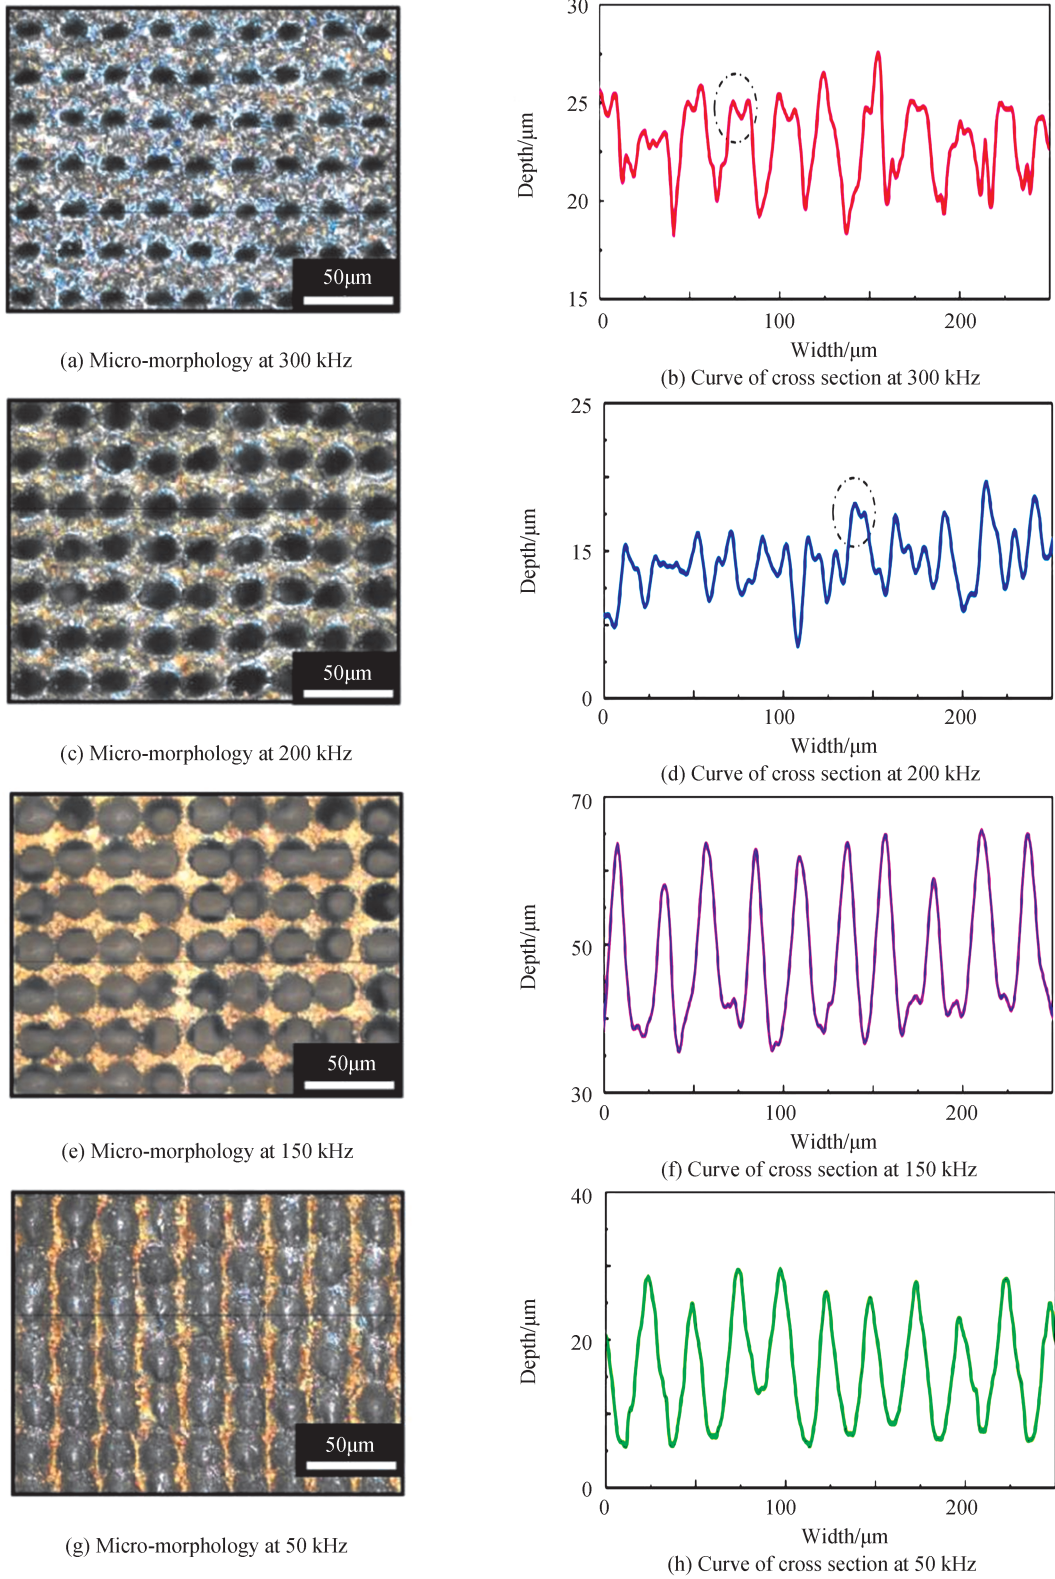 50μm
(a) Micro-morphology at 300 kHz
30
25
20
15
Depth/μm
0
100
200
Width/μm
(b) Curve of cross section at 300 kHz
50μm
(c) Micro-morphology at 200 kHz
25
15
0
Depth/μm
0
100
200
Width/μm
(d) Curve of cross section at 200 kHz
50μm
(e) Micro-morphology at 150 kHz
70
50
30
Depth/μm
0
100
200
Width/μm
(f) Curve of cross section at 150 kHz
50μm
(g) Micro-morphology at 50 kHz
40
30
20
10
0
Depth/μm
0
100
200
Width/μm
(h) Curve of cross section at 50 kHz